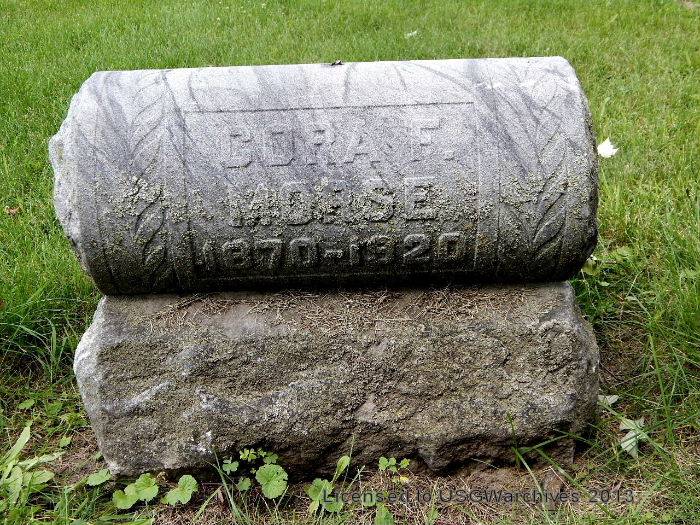 CORA F.
MORSE
1870-1920
Licensed to USGWarchives 2013